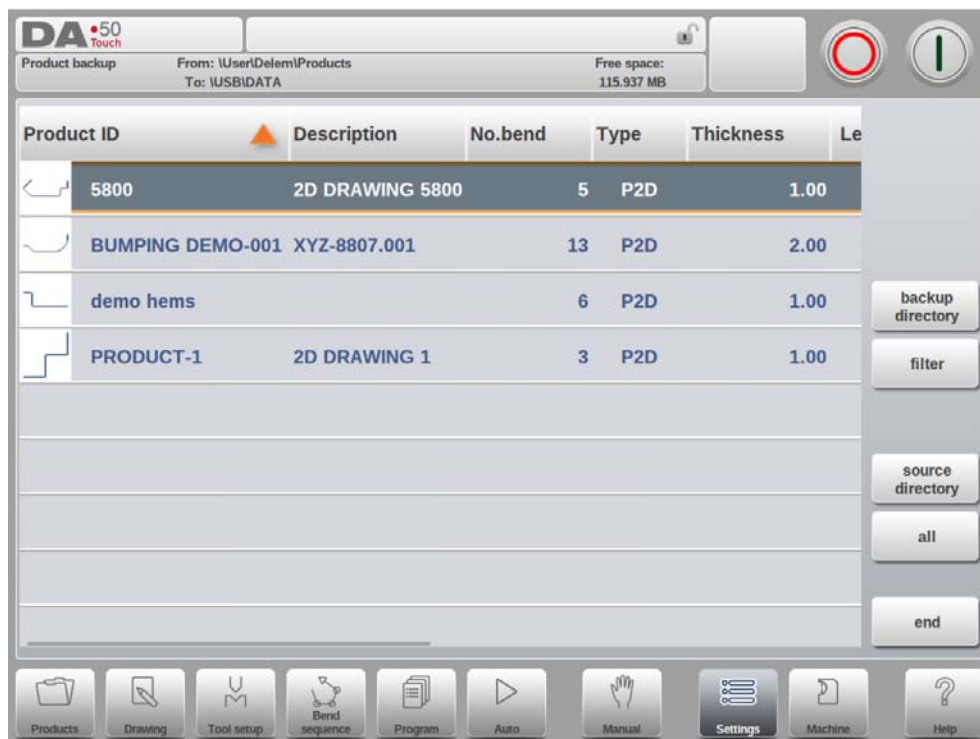 DA•50
Touch
Product backup From: \User\Delem\Products Free space:
To: \USB\DATA 115.937 MB
Product ID Description No.bend Type Thickness Le
5800 2D DRAWING 5800 5 P2D 1.00
BUMPING DEMO-001 XYZ-8807.001 13 P2D 2.00
demo hems 6 P2D 1.00
PRODUCT-1 2D DRAWING 1 3 P2D 1.00
backup
directory
filter
source
directory
all
end
Products Drawing Tool setup Bend sequence Program Auto Manual Settings Machine Help